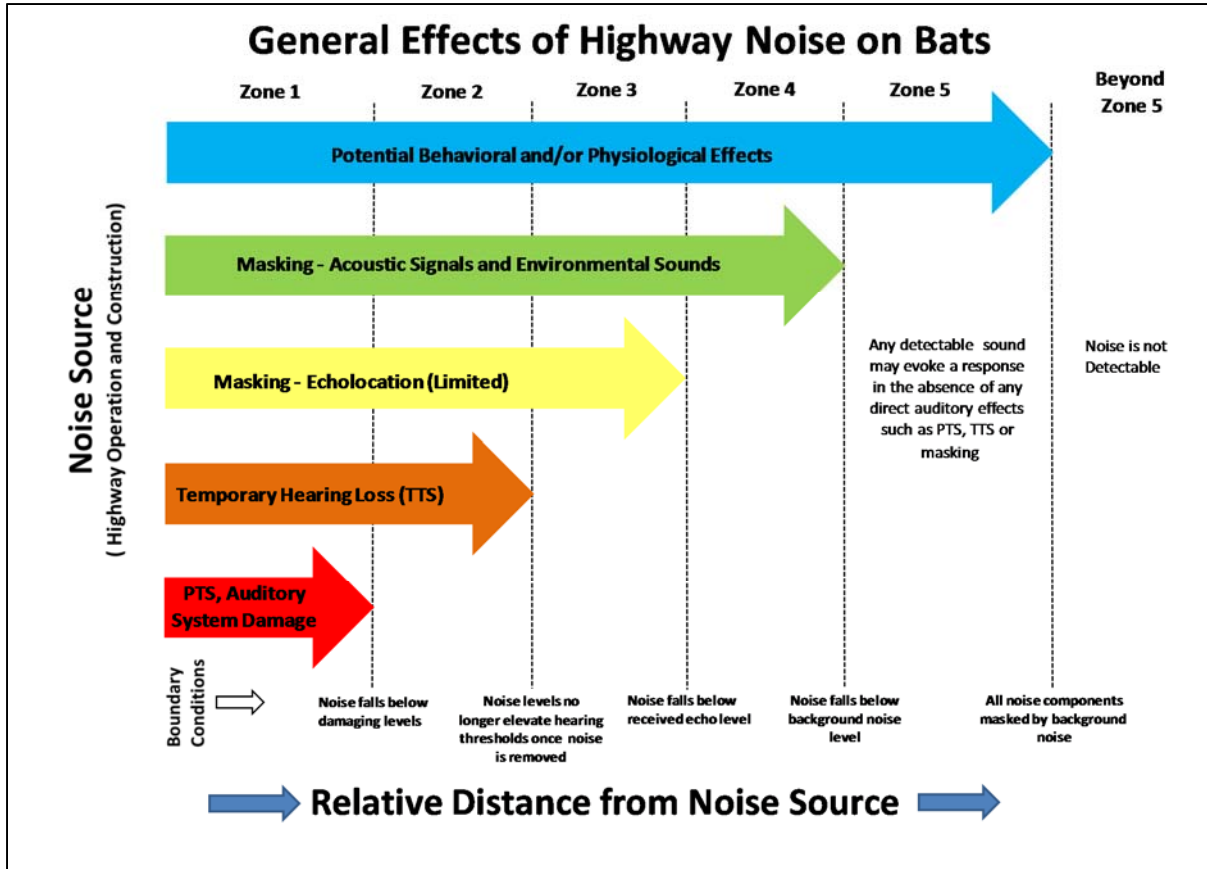 General Effects of Highway Noise on Bats
Zone 1
Zone 2
Zone 3
Zone 4
Zone 5
Beyond
Zone 5
Potential Behavioral and/or Physiological Effects
Masking - Acoustic Signals and Environmental Sounds
Masking - Echolocation (Limited)
Temporary Hearing Loss (TTS)
PTS, Auditory
System Damage
Noise Source
( Highway Operation and Construction)
Any detectable sound
may evoke a response
in the absence of any
direct auditory effects
such as PTS, TTS or
masking
Noise is not
Detectable
Boundary
Conditions
Noise falls below
damaging levels
Noise levels no
longer elevate hearing
thresholds once noise
is removed
Noise falls below
received echo level
Noise falls below
background noise
level
All noise components
masked by background
noise
Relative Distance from Noise Source